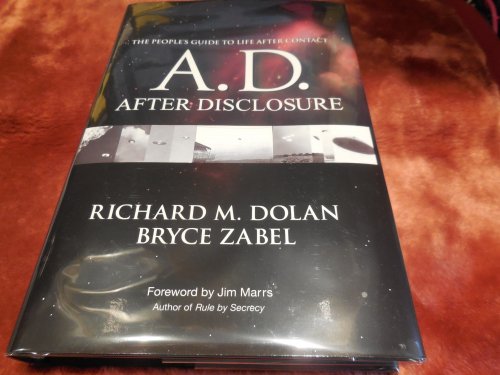 THE PEOPLE'S GUIDE TO LIFE AFTER CONTACT
A.D.
AFTER DISCLOSURE
RICHARD M. DOLAN
BRYCE ZABEL
Foreword by Jim Marrs
Author of Rule by Secrecy